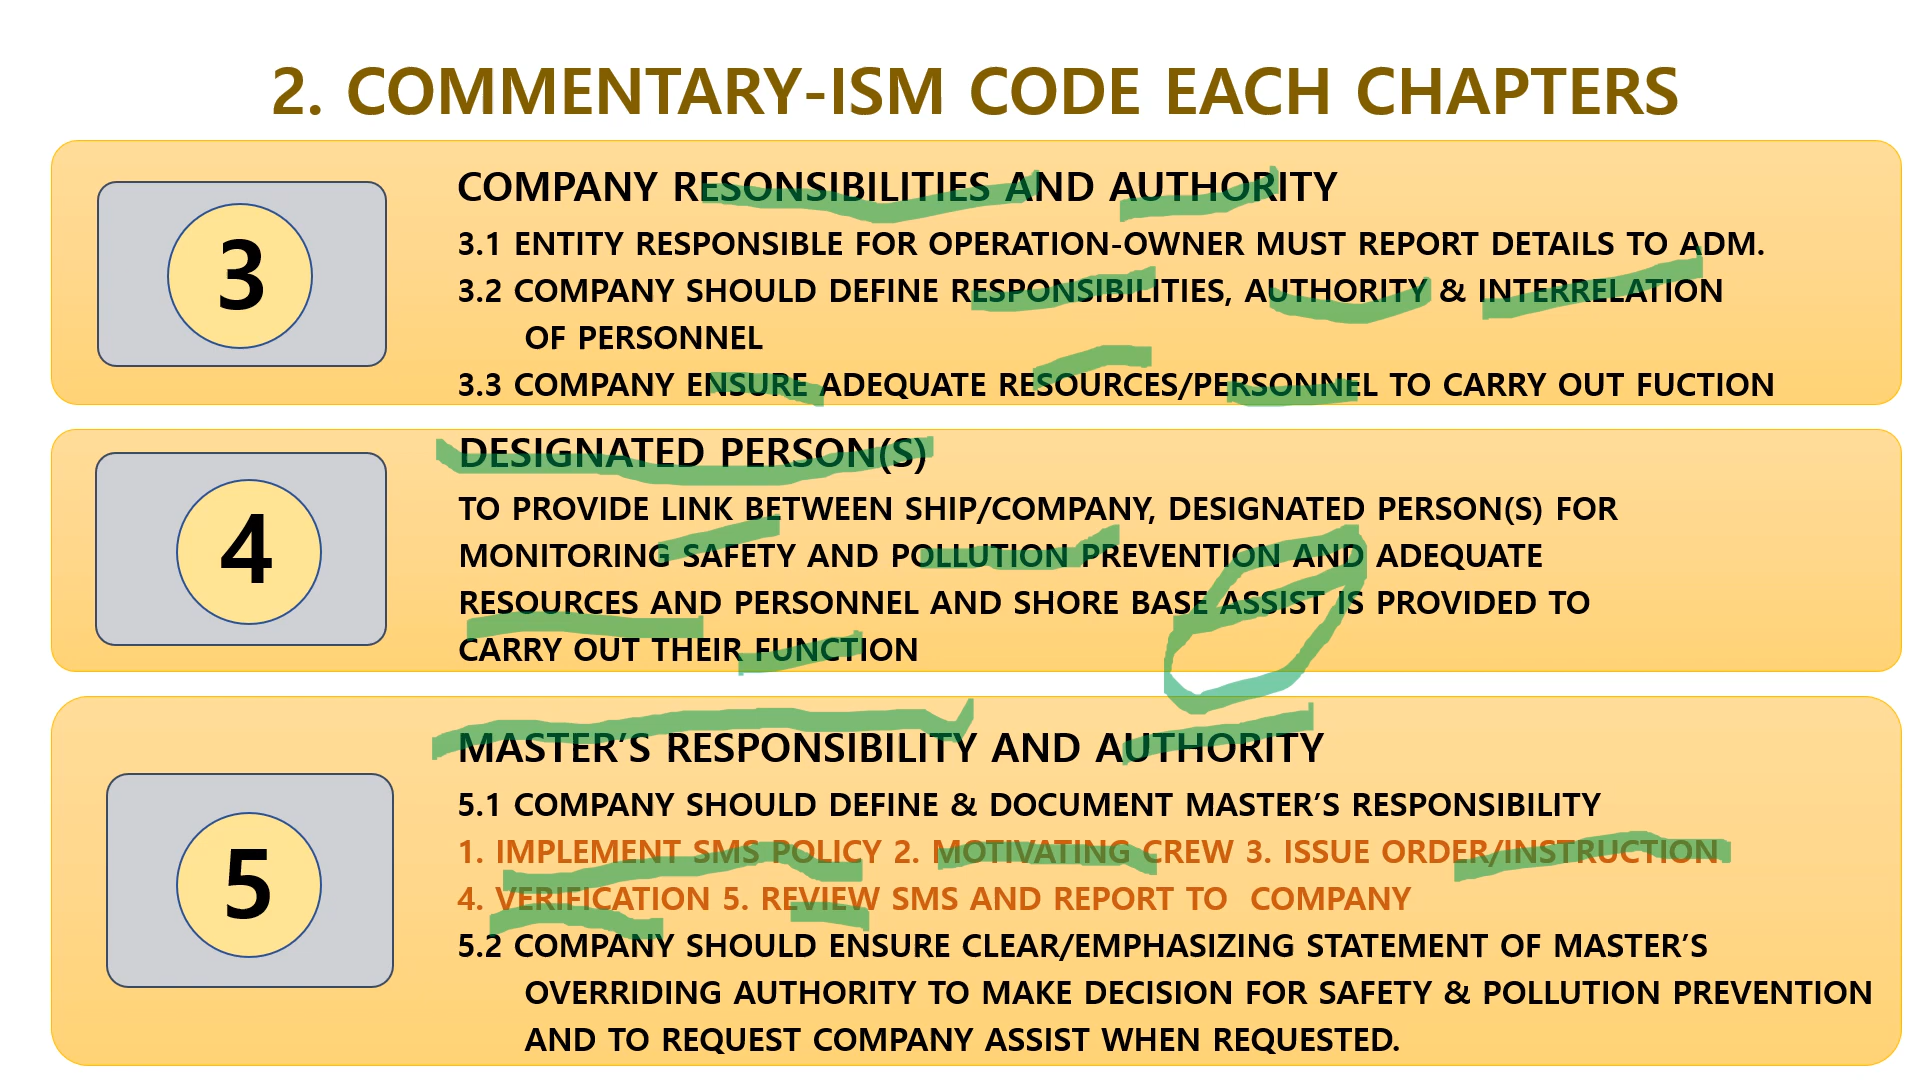 2. COMMENTARY-ISM CODE EACH CHAPTERS
3
COMPANY RESONSIBILITIES AND AUTHORITY
3.1 ENTITY RESPONSIBLE FOR OPERATION-OWNER MUST REPORT DETAILS TO ADM.
3.2 COMPANY SHOULD DEFINE RESPONSIBILITIES, AUTHORITY & INTERRELATION
OF PERSONNEL
3.3 COMPANY ENSURE ADEQUATE RESOURCES/PERSONNEL TO CARRY OUT FUCTION
4
DESIGNATED PERSON(S)
TO PROVIDE LINK BETWEEN SHIP/COMPANY, DESIGNATED PERSON(S) FOR
MONITORING SAFETY AND POLLUTION PREVENTION AND ADEQUATE
RESOURCES AND PERSONNEL AND SHORE BASE ASSIST IS PROVIDED TO
CARRY OUT THEIR FUNCTION
5
MASTER’S RESPONSIBILITY AND AUTHORITY
5.1 COMPANY SHOULD DEFINE & DOCUMENT MASTER’S RESPONSIBILITY
1. IMPLEMENT SMS POLICY 2. MOTIVATING CREW 3. ISSUE ORDER/INSTRUCTION
4. VERIFICATION 5. REVIEW SMS AND REPORT TO COMPANY
5.2 COMPANY SHOULD ENSURE CLEAR/EMPHASIZING STATEMENT OF MASTER’S
OVERRIDING AUTHORITY TO MAKE DECISION FOR SAFETY & POLLUTION PREVENTION
AND TO REQUEST COMPANY ASSIST WHEN REQUESTED.